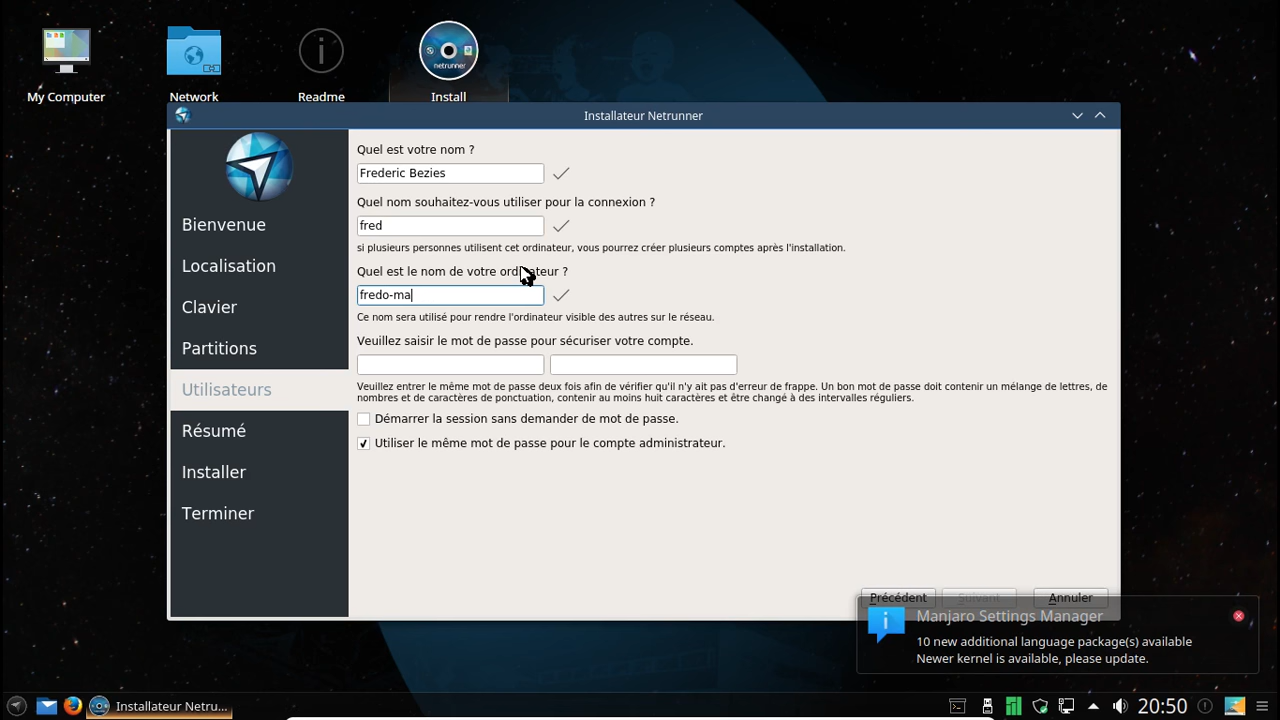 My Computer
Network
Readme
netrunner
Install
Installateur Netrunner
Bienvenue
Localisation
Clavier
Partitions
Utilisateurs
Résumé
Installer
Terminer
Quel est votre nom ?
Frederic Bezies
Quel nom souhaitez-vous utiliser pour la connexion ?
fred
si plusieurs personnes utilisent cet ordinateur, vous pourrez créer plusieurs comptes après l'installation.
Quel est le nom de votre ordinateur ?
fredo-ma
Ce nom sera utilisé pour rendre l'ordinateur visible des autres sur le réseau.
Veuillez saisir le mot de passe pour sécuriser votre compte.
Veuillez entrer le même mot de passe deux fois afin de vérifier qu'il n'y ait pas d'erreur de frappe. Un bon mot de passe doit contenir un mélange de lettres, de
nombres et de caractères de ponctuation, contenir au moins huit caractères et être changé à des intervalles réguliers.
Démarrer la session sans demander de mot de passe.
Utiliser le même mot de passe pour le compte administrateur.
Précédent
Suivant
Annuler
Manjaro Settings Manager
10 new additional language package(s) available
Newer kernel is available, please update.
Installateur Netru...
20:50